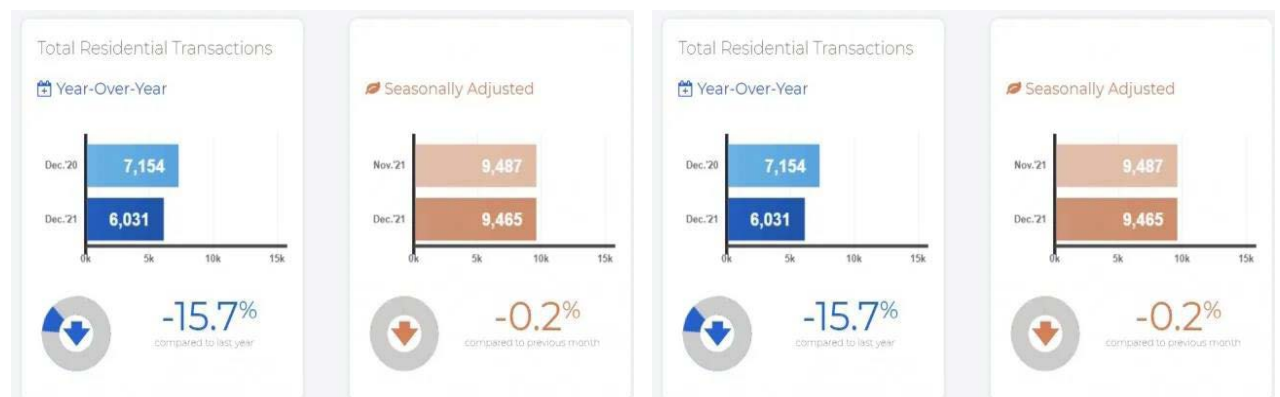 Total Residential Transactions
Year-Over-Year
Dec.'20 7,154
Dec.'21 6,031
0k 5k 10k 15k
-15.7%
compared to last year
Seasonally Adjusted
Nov.'21 9,487
Dec.'21 9,465
0k 5k 10k 15k
-0.2%
compared to previous month
Total Residential Transactions
Year-Over-Year
Dec.'20 7,154
Dec.'21 6,031
0k 5k 10k 15k
-15.7%
compared to last year
Seasonally Adjusted
Nov.'21 9,487
Dec.'21 9,465
0k 5k 10k 15k
-0.2%
compared to previous month